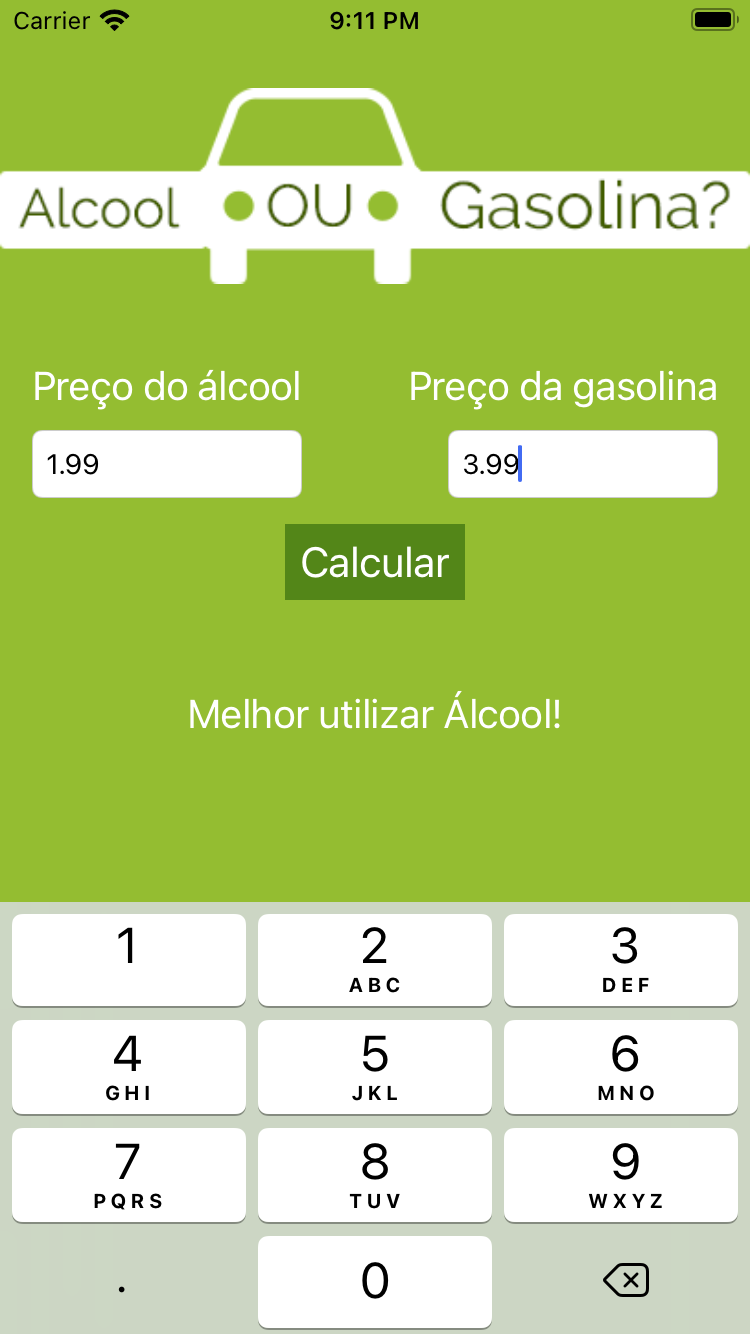 Carrier 9:11 PM
Alcool OU Gasolina?
Preço do álcool Preço da gasolina
1.99 3.99
Calcular
Melhor utilizar Álcool!
1 2 3
ABC DEF
4 5 6
GHI JKL MNO
7 8 9
PQRS TUV WXYZ
. 0